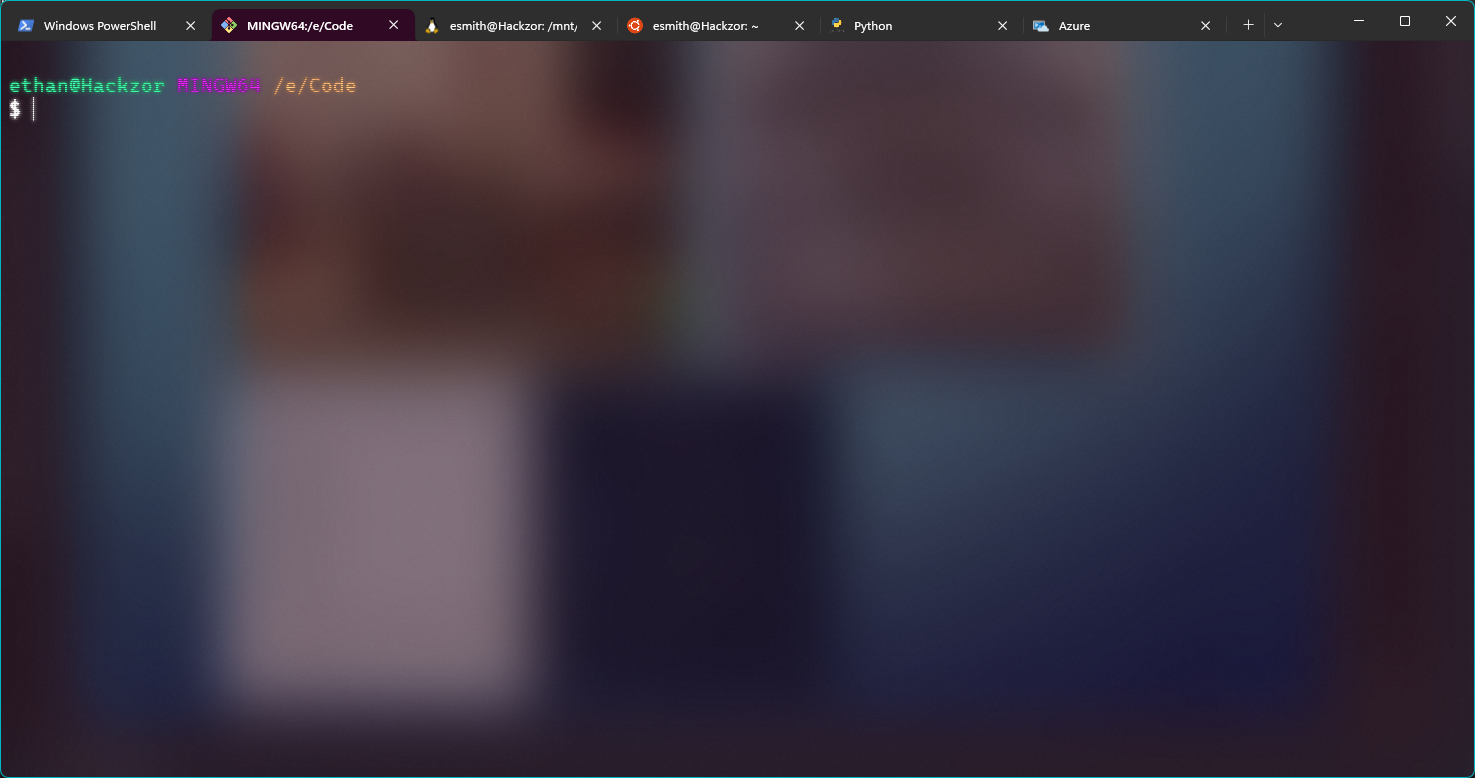 Windows PowerShell
MINGW64:/e/Code
esmith@Hackzor: /mnt/
esmith@Hackzor: ~
Python
Azure
ethan@Hackzor MINGW64 /e/Code
$